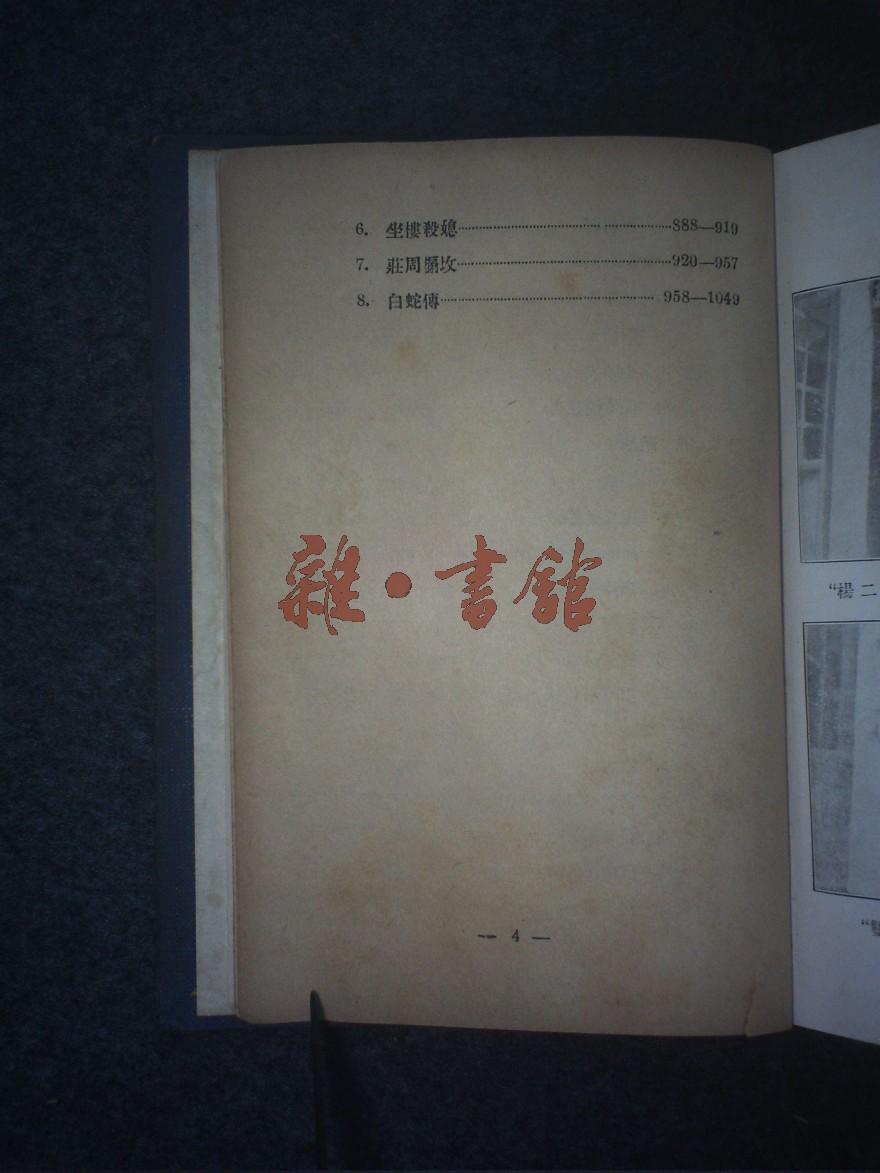 6. 坐樓殺媳 888—919
7. 莊周搧坟 920—957
8. 白蛇傳 958—1049
雜·書館
— 4 —
“楊二